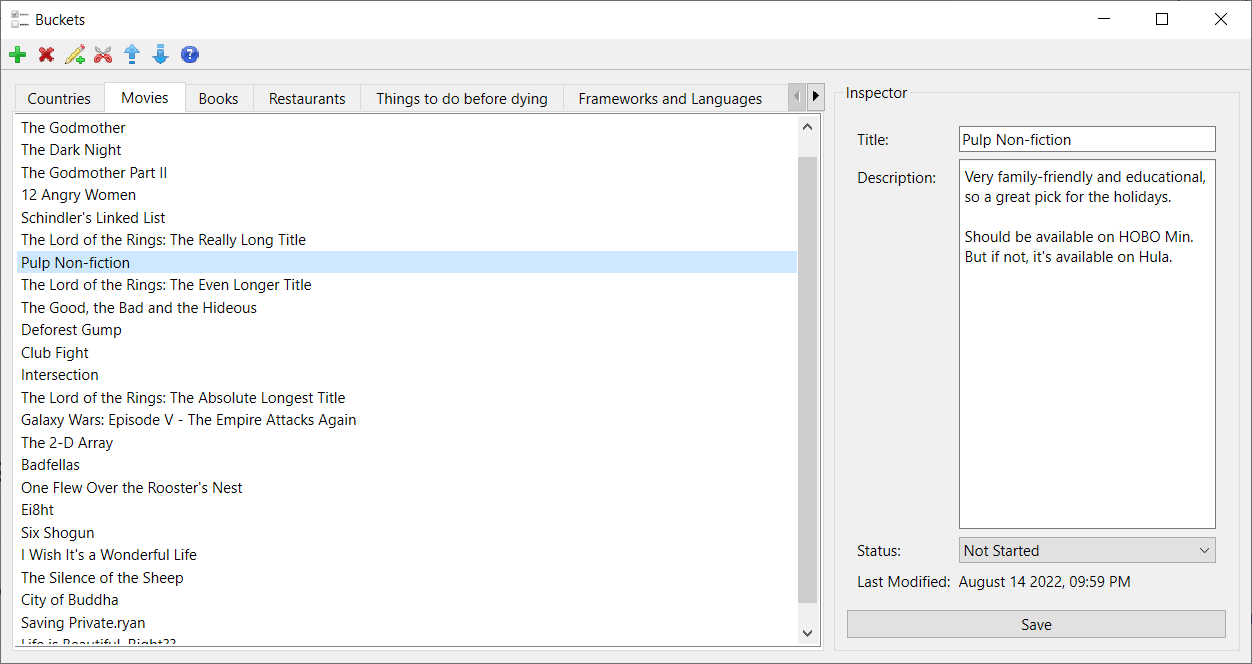 Buckets
Countries Movies Books Restaurants Things to do before dying Frameworks and Languages
The Godmother
The Dark Night
The Godmother Part II
12 Angry Women
Schindler's Linked List
The Lord of the Rings: The Really Long Title
Pulp Non-fiction
The Lord of the Rings: The Even Longer Title
The Good, the Bad and the Hideous
Deforest Gump
Club Fight
Intersection
The Lord of the Rings: The Absolute Longest Title
Galaxy Wars: Episode V - The Empire Attacks Again
The 2-D Array
Badfellas
One Flew Over the Rooster's Nest
Ei8ht
Six Shogun
I Wish It's a Wonderful Life
The Silence of the Sheep
City of Buddha
Saving Private.ryan
Life is Beautiful, Right??
Inspector
Title: Pulp Non-fiction
Description: Very family-friendly and educational,
so a great pick for the holidays.
Should be available on HOBO Min.
But if not, it's available on Hula.
Status: Not Started
Last Modified: August 14 2022, 09:59 PM
Save